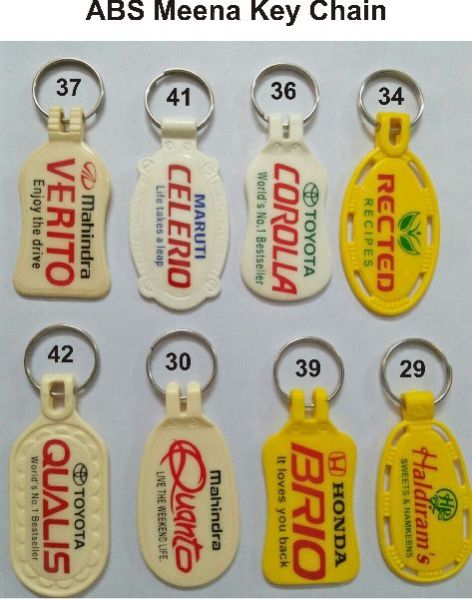 ABS Meena Key Chain
37
Mahindra
VERITO
Enjoy the drive
41
MARUTI
CELERIO
Life takes a leap
36
TOYOTA
COROLLA
World's No.1 Bestseller
34
RECTED
RECIPES
42
TOYOTA
QUALIS
World's No.1 Bestseller
30
Mahindra
Quanto
LIVE THE WEEKEND LIFE.
39
HONDA
BRIO
It loves you back
29
Haldiram's
SWEETS & NAMKEENS